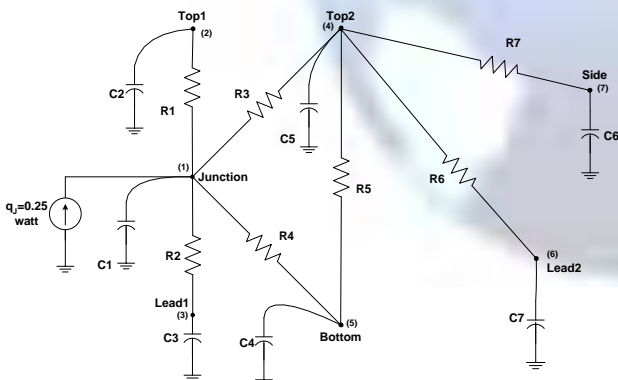 Top1
(2)
Top2
(4)
R7
Side
(7)
C2
R1
R3
C5
C6
(1)
Junction
R5
R6
qJ=0.25
watt
C1
R2
R4
(6)
Lead2
Lead1
(3)
C3
C4
(5)
Bottom
C7